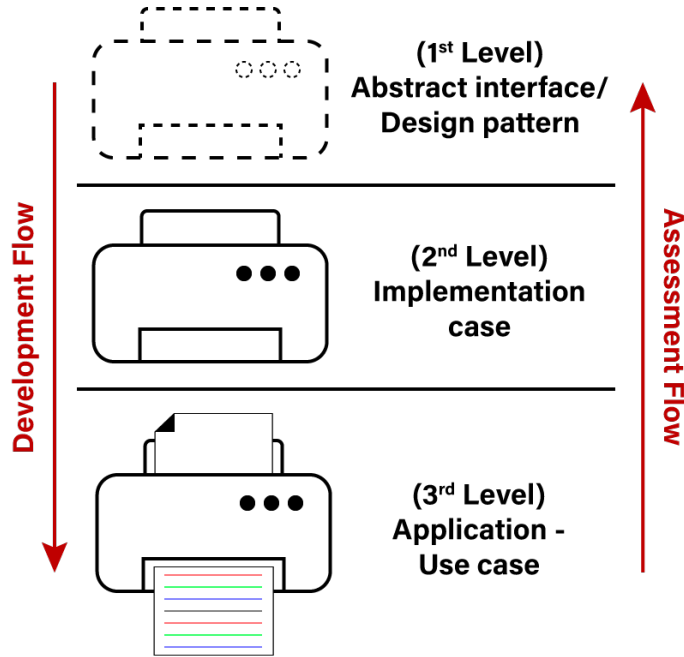 (1st Level)
Abstract interface/
Design pattern
(2nd Level)
Implementation
case
(3rd Level)
Application -
Use case
Development Flow
Assessment Flow